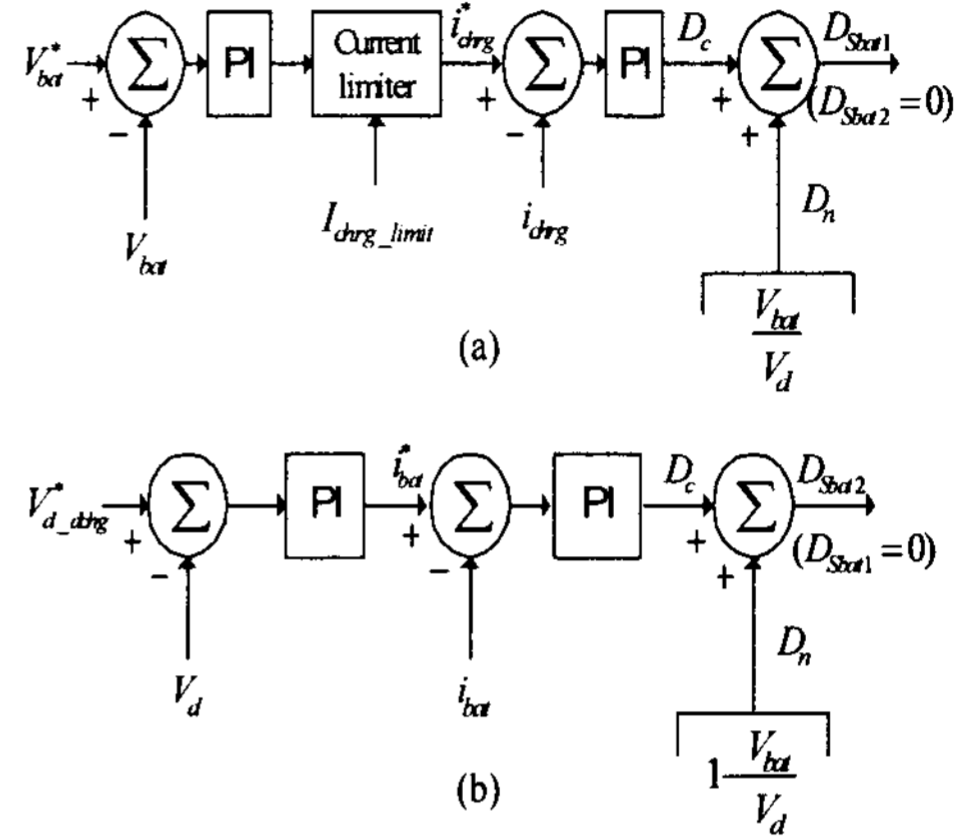 V*bat + − Σ PI Current limiter i*chrg + − Σ PI Dc + + Σ DSbat1
(DSbat2 = 0)
Vbat Ichrg_limit ichrg Dn
Vbat
Vd
(a)
V*d_dchg + − Σ PI i*bat + − Σ PI Dc + + Σ DSbat2
(DSbat1 = 0)
Vd ibat Dn
1-Vbat
Vd
(b)